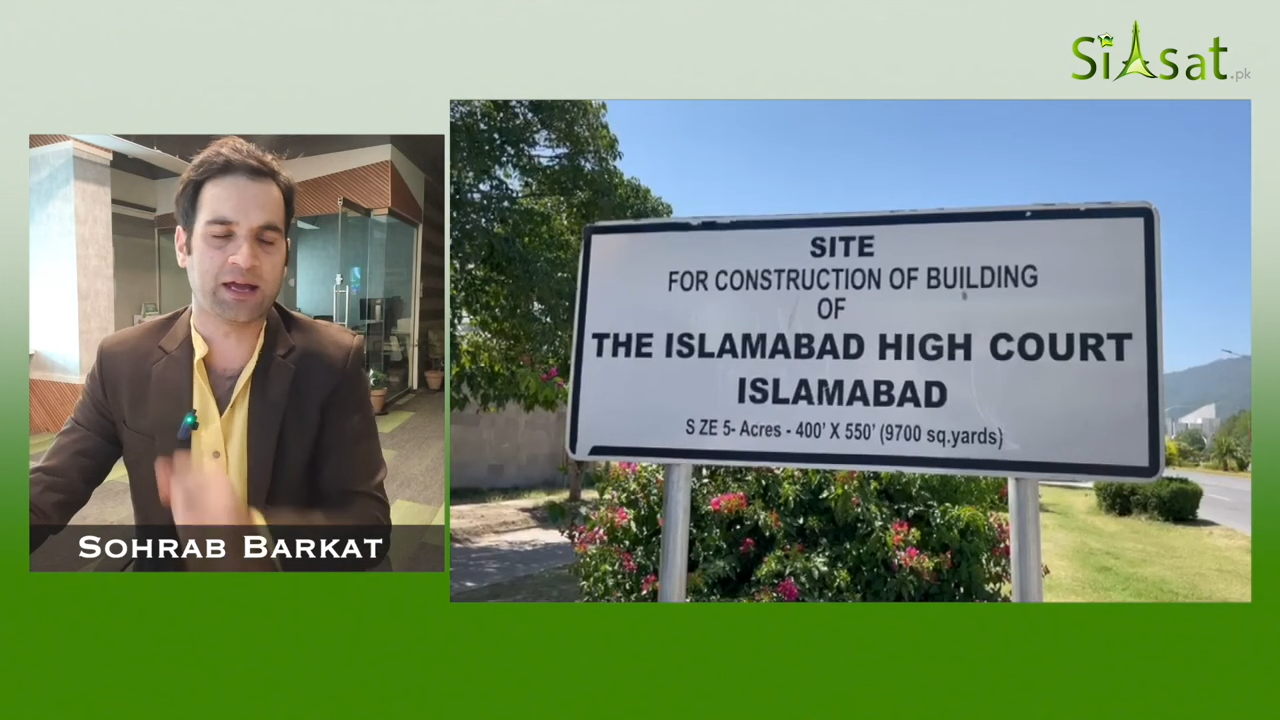 SiAsat.pk
SITE
FOR CONSTRUCTION OF BUILDING
OF
THE ISLAMABAD HIGH COURT
ISLAMABAD
S ZE 5- Acres - 400' X 550' (9700 sq.yards)
SOHRAB BARKAT